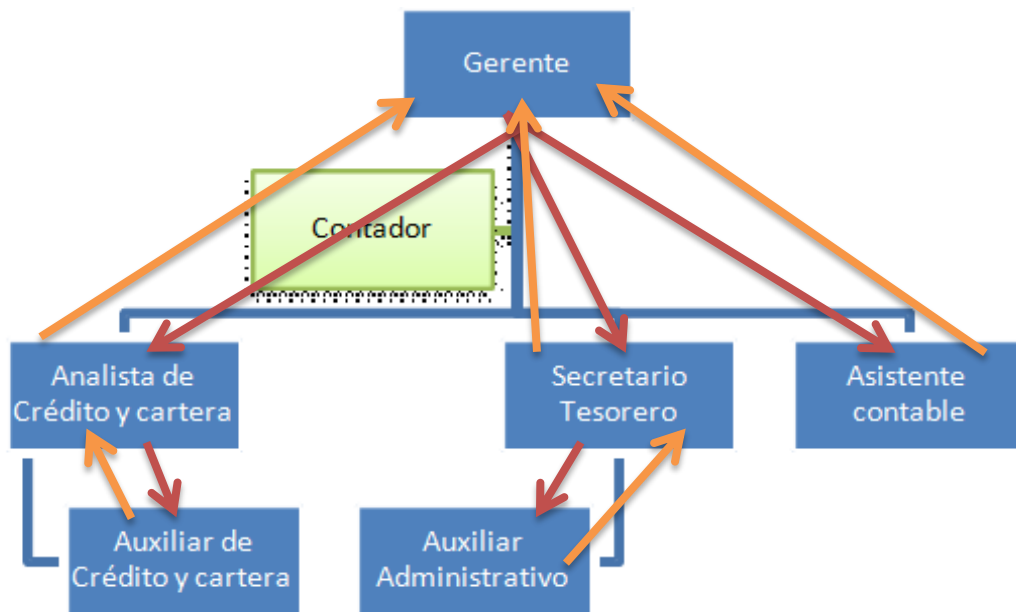 Gerente
Contador
Analista de
Crédito y cartera
Secretario
Tesorero
Asistente
contable
Auxiliar de
Crédito y cartera
Auxiliar
Administrativo